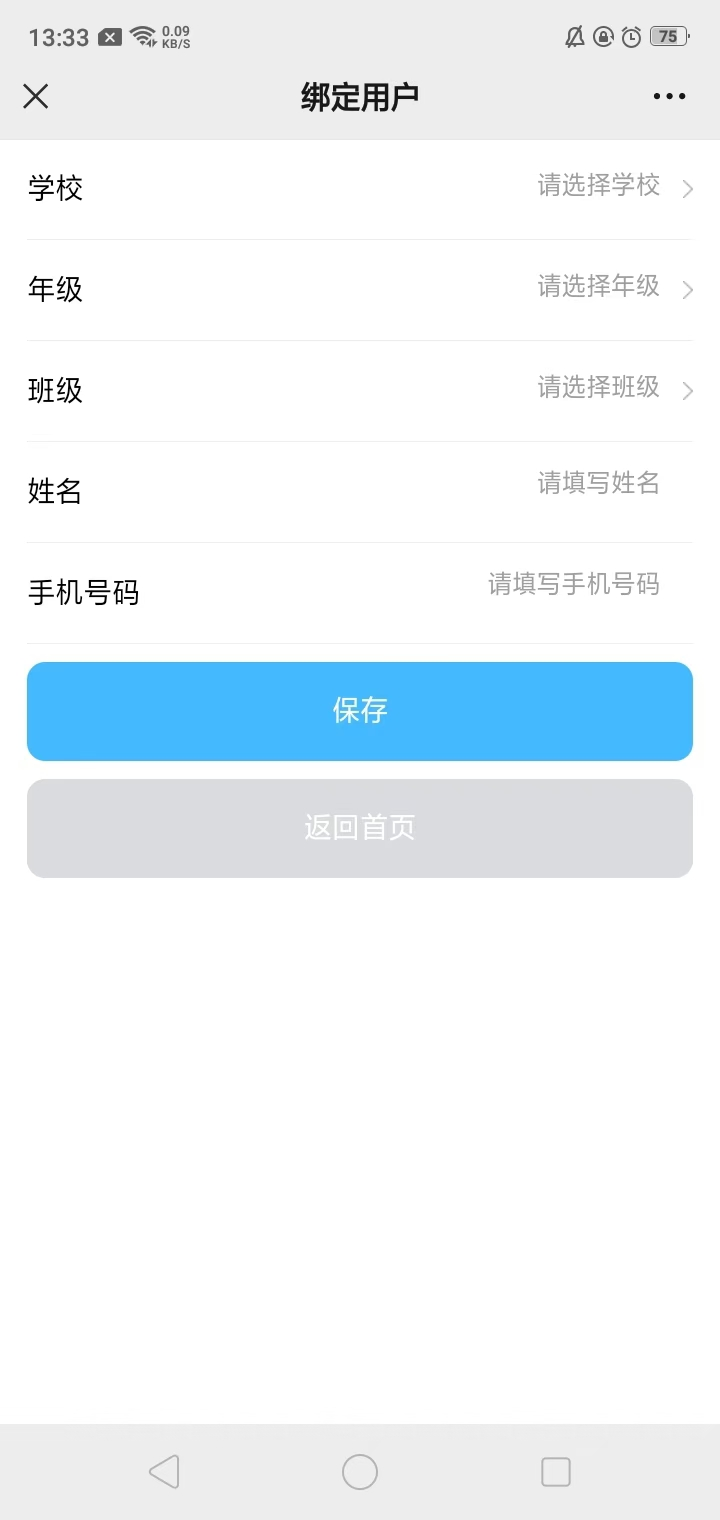 13:33 0.09 KB/S 75
绑定用户
学校 请选择学校
年级 请选择年级
班级 请选择班级
姓名 请填写姓名
手机号码 请填写手机号码
保存
返回首页